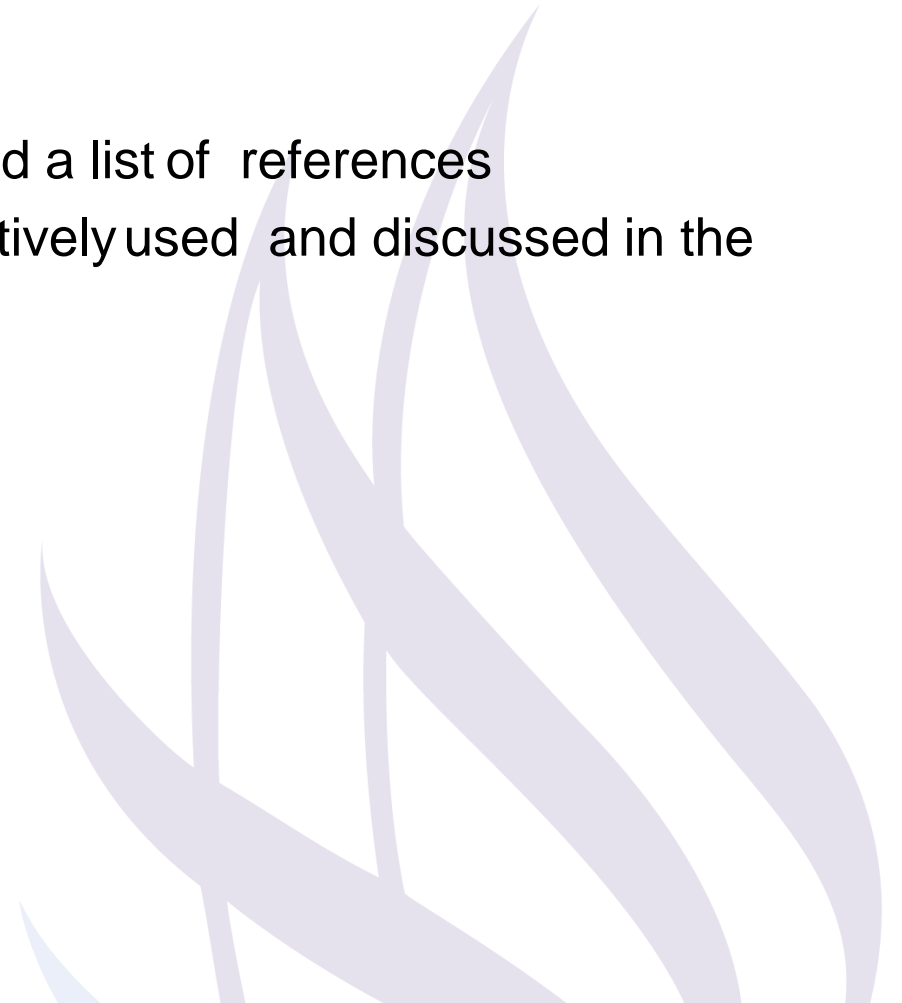 d a list of references
tively used and discussed in the